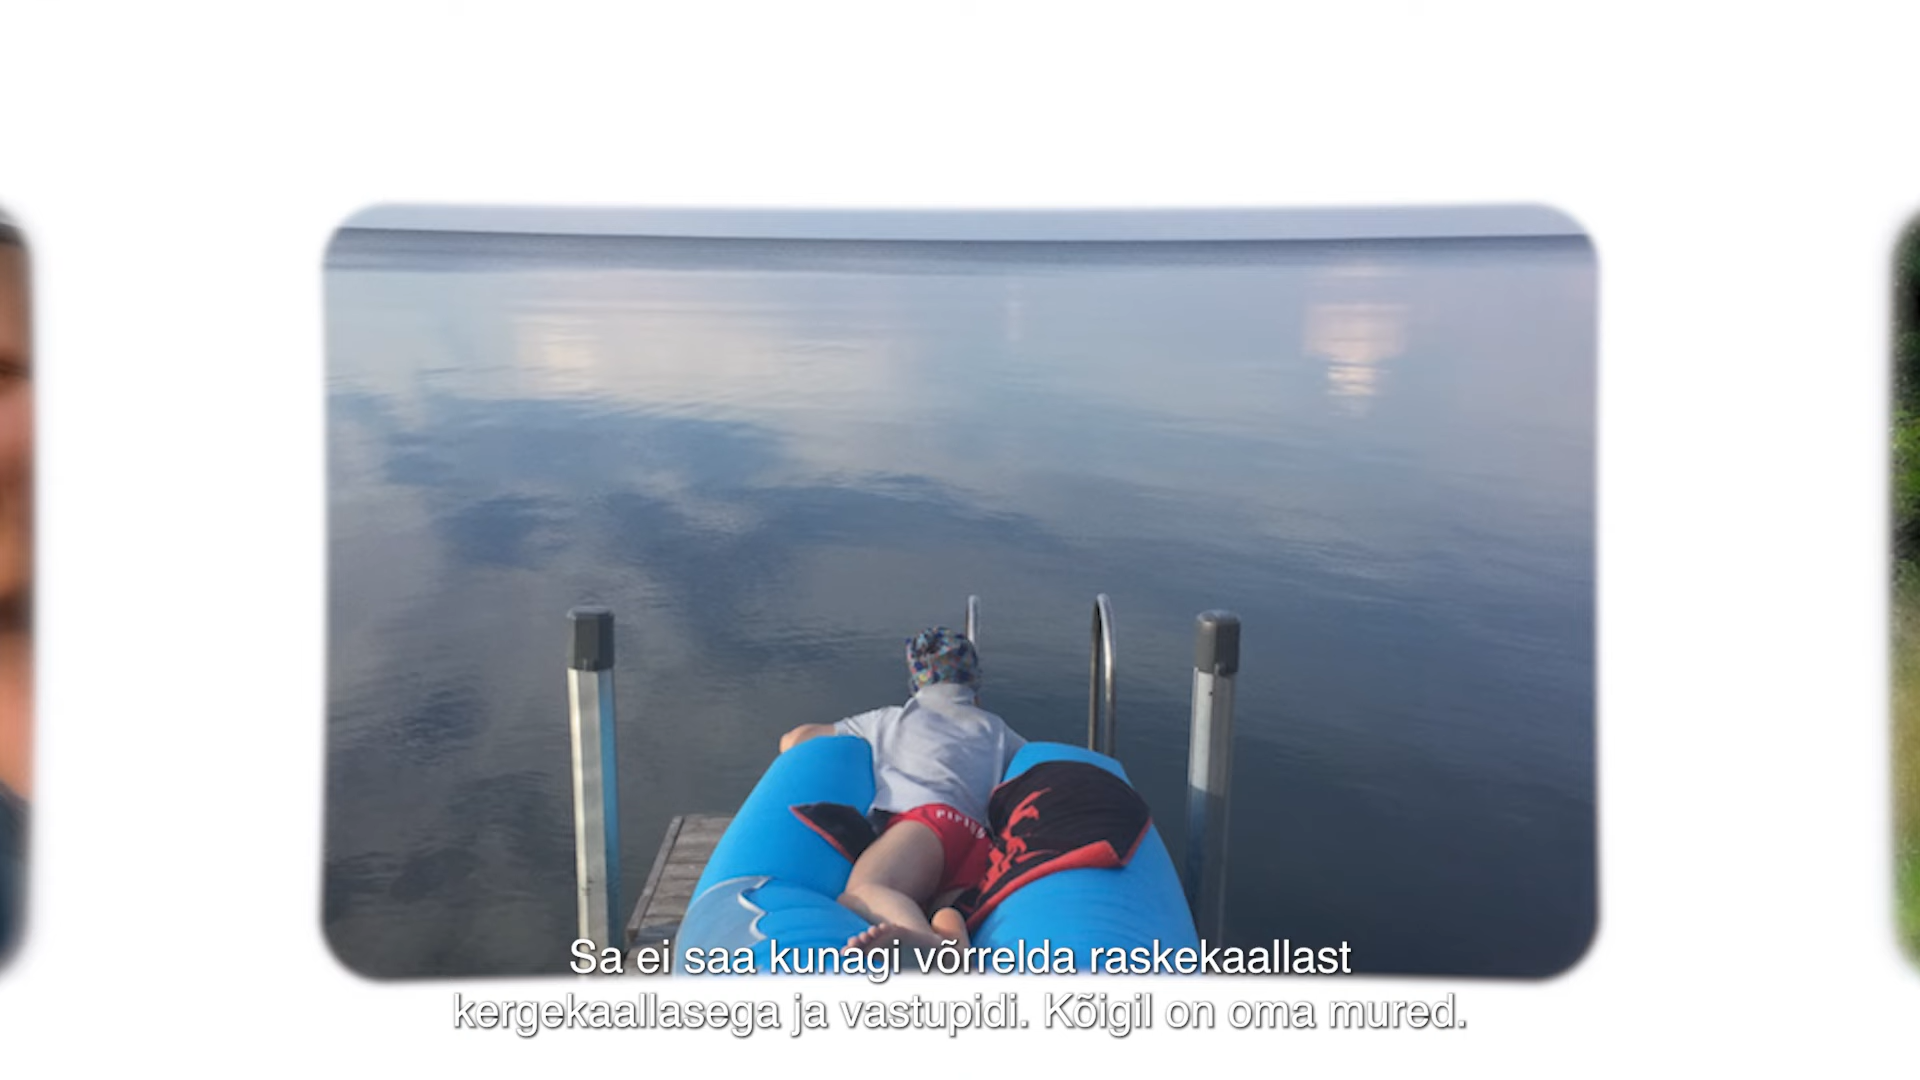 Sa ei saa kunagi võrrelda raskekaallast
kergekaallasega ja vastupidi. Kõigil on oma mured.